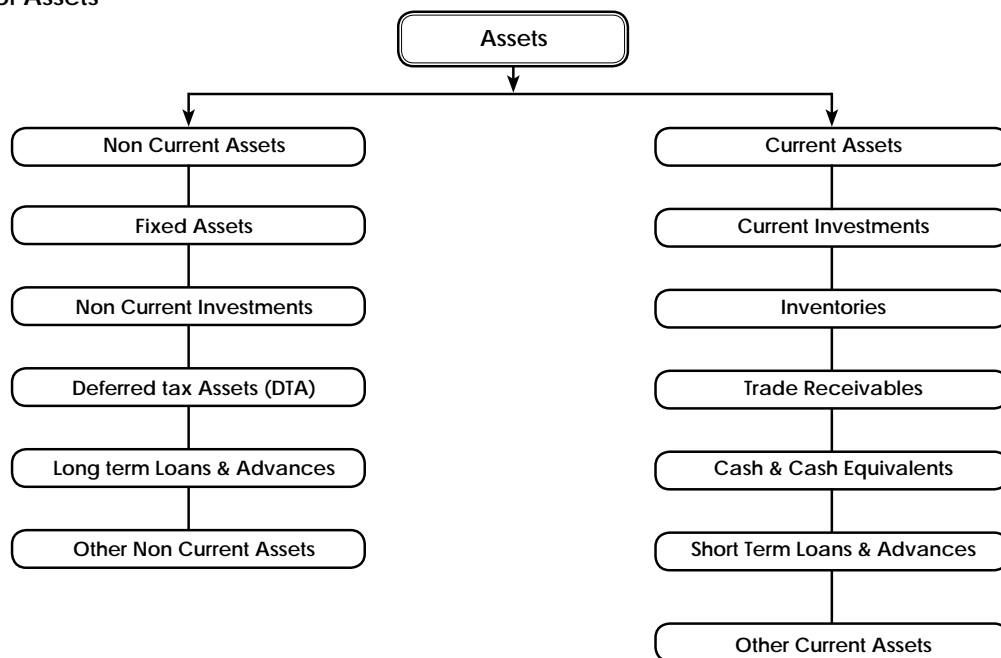 Assets
Assets
Non Current Assets
Fixed Assets
Non Current Investments
Deferred tax Assets (DTA)
Long term Loans & Advances
Other Non Current Assets
Current Assets
Current Investments
Inventories
Trade Receivables
Cash & Cash Equivalents
Short Term Loans & Advances
Other Current Assets